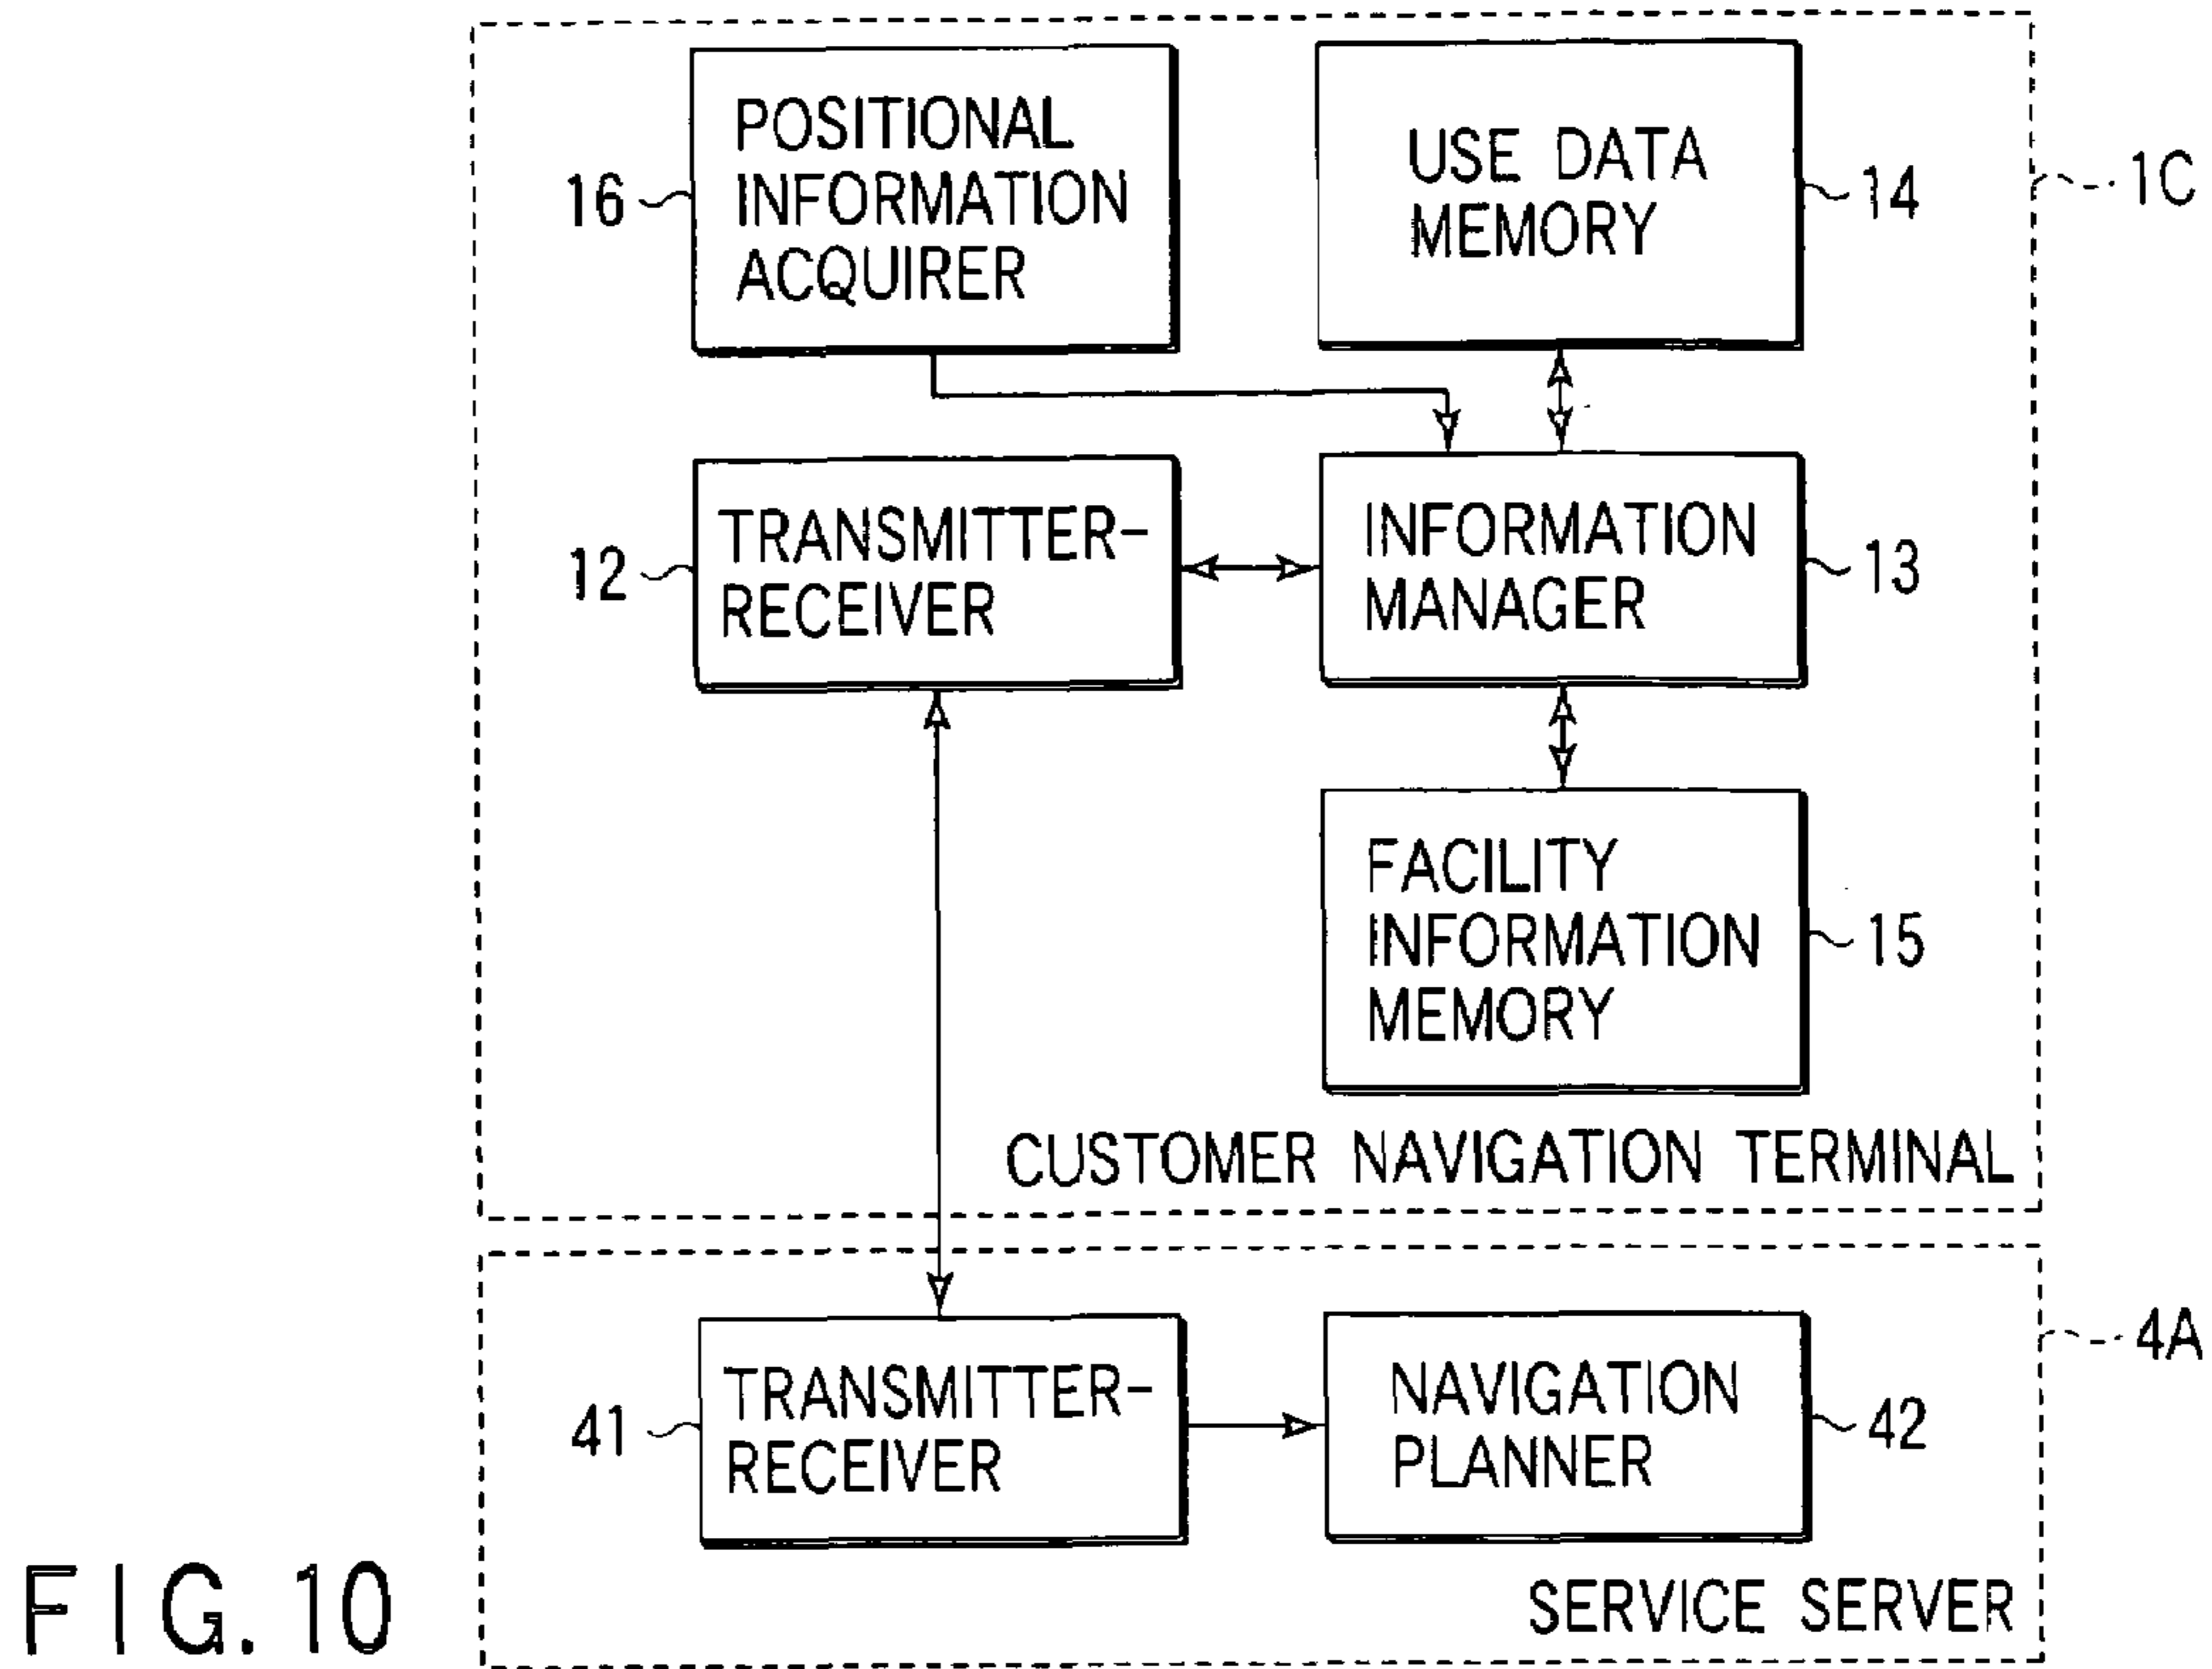 POSITIONAL
INFORMATION
ACQUIRER
16
USE DATA
MEMORY
14
1C
TRANSMITTER-
RECEIVER
12
INFORMATION
MANAGER
13
FACILITY
INFORMATION
MEMORY
15
CUSTOMER NAVIGATION TERMINAL
TRANSMITTER-
RECEIVER
41
NAVIGATION
PLANNER
42
4A
SERVICE SERVER
FIG.10